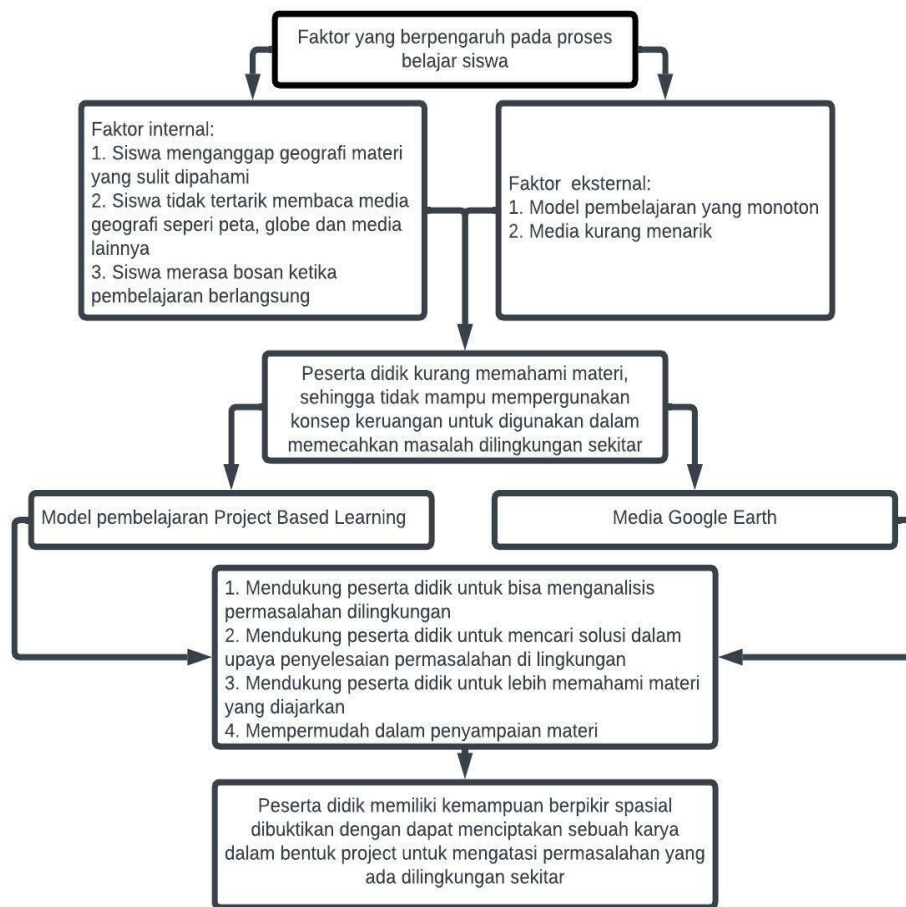 Faktor yang berpengaruh pada proses
belajar siswa
Faktor internal:
1. Siswa menganggap geografi materi
yang sulit dipahami
2. Siswa tidak tertarik membaca media
geografi seperi peta, globe dan media
lainnya
3. Siswa merasa bosan ketika
pembelajaran berlangsung
Faktor eksternal:
1. Model pembelajaran yang monoton
2. Media kurang menarik
Peserta didik kurang memahami materi,
sehingga tidak mampu mempergunakan
konsep keruangan untuk digunakan dalam
memecahkan masalah dilingkungan sekitar
Model pembelajaran Project Based Learning
Media Google Earth
1. Mendukung peserta didik untuk bisa menganalisis
permasalahan dilingkungan
2. Mendukung peserta didik untuk mencari solusi dalam
upaya penyelesaian permasalahan di lingkungan
3. Mendukung peserta didik untuk lebih memahami materi
yang diajarkan
4. Mempermudah dalam penyampaian materi
Peserta didik memiliki kemampuan berpikir spasial
dibuktikan dengan dapat menciptakan sebuah karya
dalam bentuk project untuk mengatasi permasalahan yang
ada dilingkungan sekitar